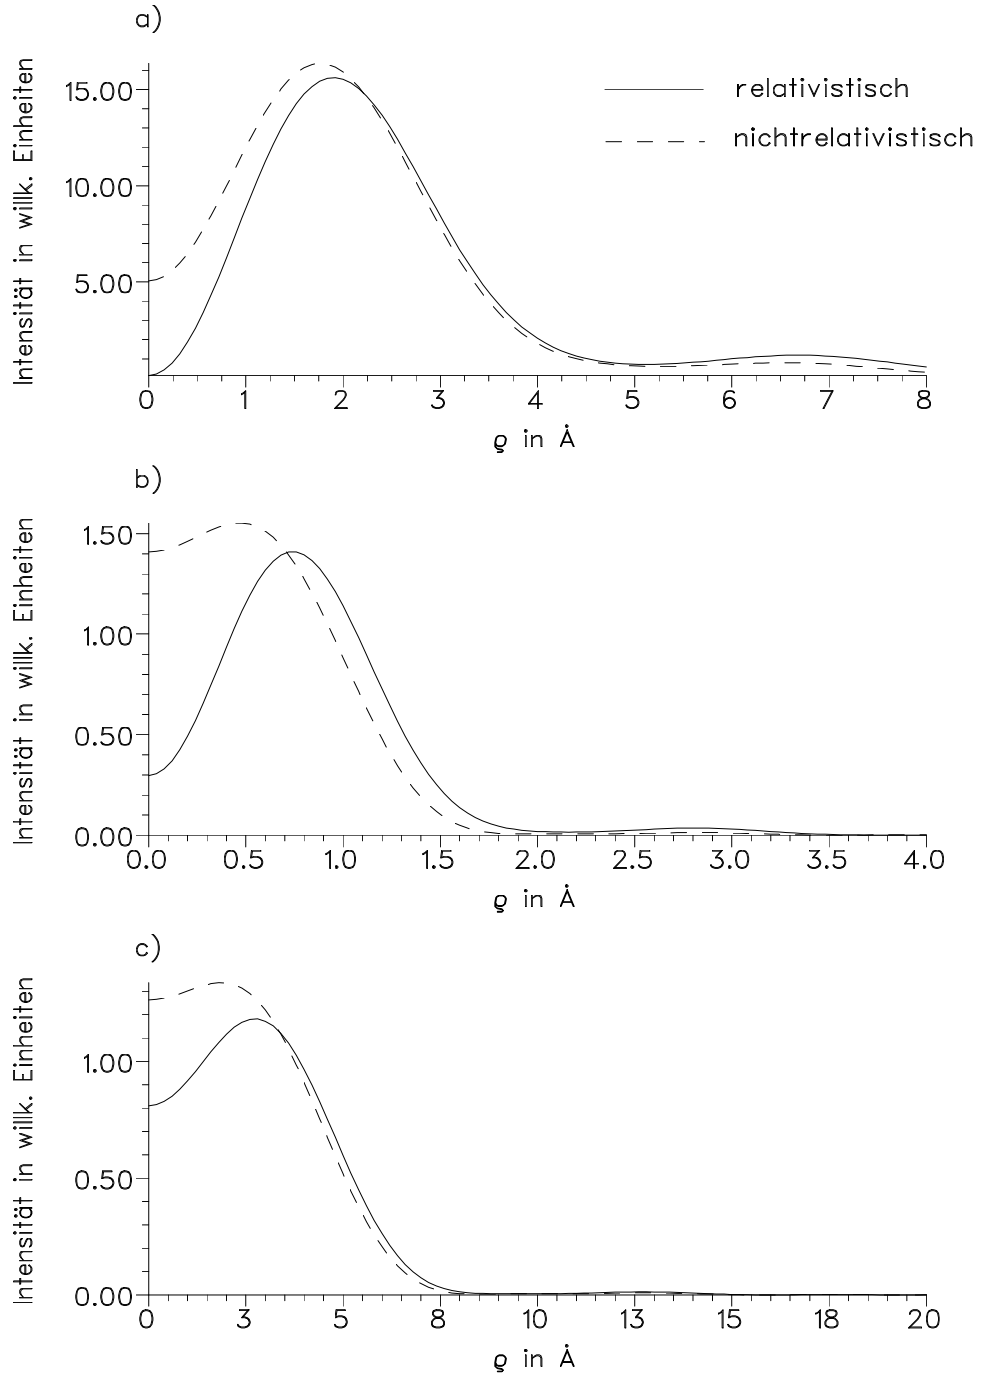 a)
Intensität in willk. Einheiten
15.00
10.00
5.00
relativistisch
nichtrelativistisch
0 1 2 3 4 5 6 7 8
ϱ in Å
b)
Intensität in willk. Einheiten
1.50
1.00
0.50
0.00
0.0 0.5 1.0 1.5 2.0 2.5 3.0 3.5 4.0
ϱ in Å
c)
Intensität in willk. Einheiten
1.00
0.50
0.00
0 3 5 8 10 13 15 18 20
ϱ in Å